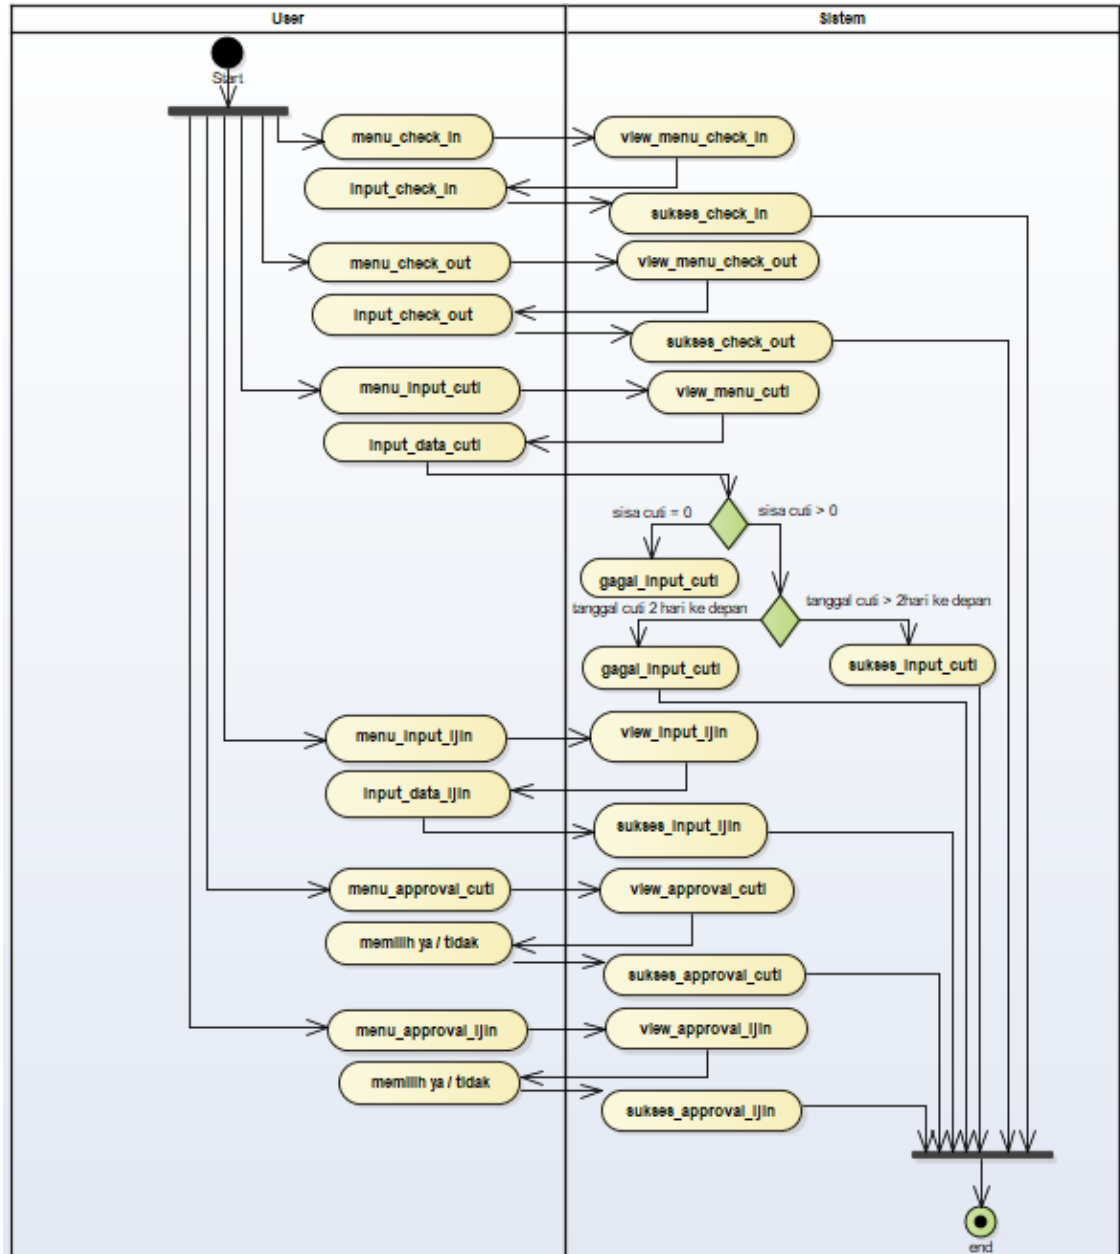 User
Sistem
Start
menu_check_in
view_menu_check_in
input_check_in
sukses_check_in
menu_check_out
view_menu_check_out
input_check_out
sukses_check_out
menu_input_cuti
view_menu_cuti
input_data_cuti
sisa cuti = 0
sisa cuti > 0
gagal_input_cuti
tanggal cuti 2 hari ke depan
tanggal cuti > 2hari ke depan
gagal_input_cuti
sukses_input_cuti
menu_input_ijin
view_input_ijin
input_data_ijin
sukses_input_ijin
menu_approval_cuti
view_approval_cuti
memilih ya / tidak
sukses_approval_cuti
menu_approval_ijin
view_approval_ijin
memilih ya / tidak
sukses_approval_ijin
end